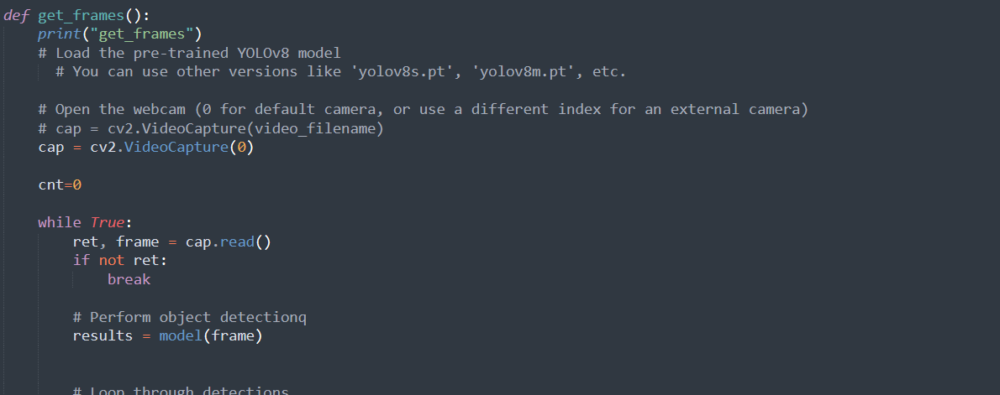 def get_frames():
    print("get_frames")
    # Load the pre-trained YOLOv8 model
      # You can use other versions like 'yolov8s.pt', 'yolov8m.pt', etc.
    # Open the webcam (0 for default camera, or use a different index for an external camera)
    # cap = cv2.VideoCapture(video_filename)
    cap = cv2.VideoCapture(0)
    cnt=0
    while True:
        ret, frame = cap.read()
        if not ret:
            break
        # Perform object detectionq
        results = model(frame)
        # Loop through detections